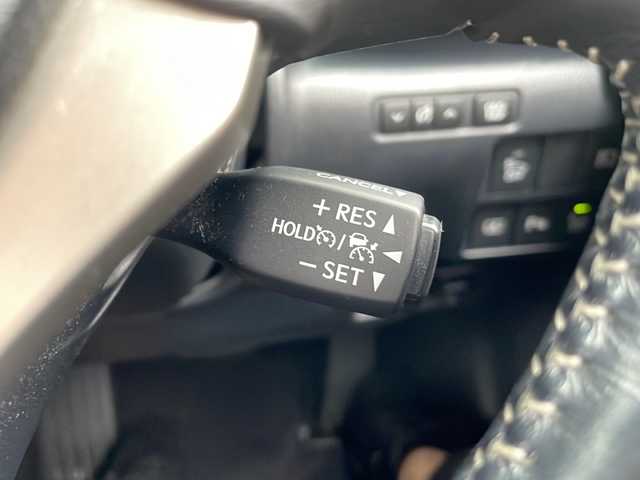 CANCEL
+ RES
HOLD /
− SET